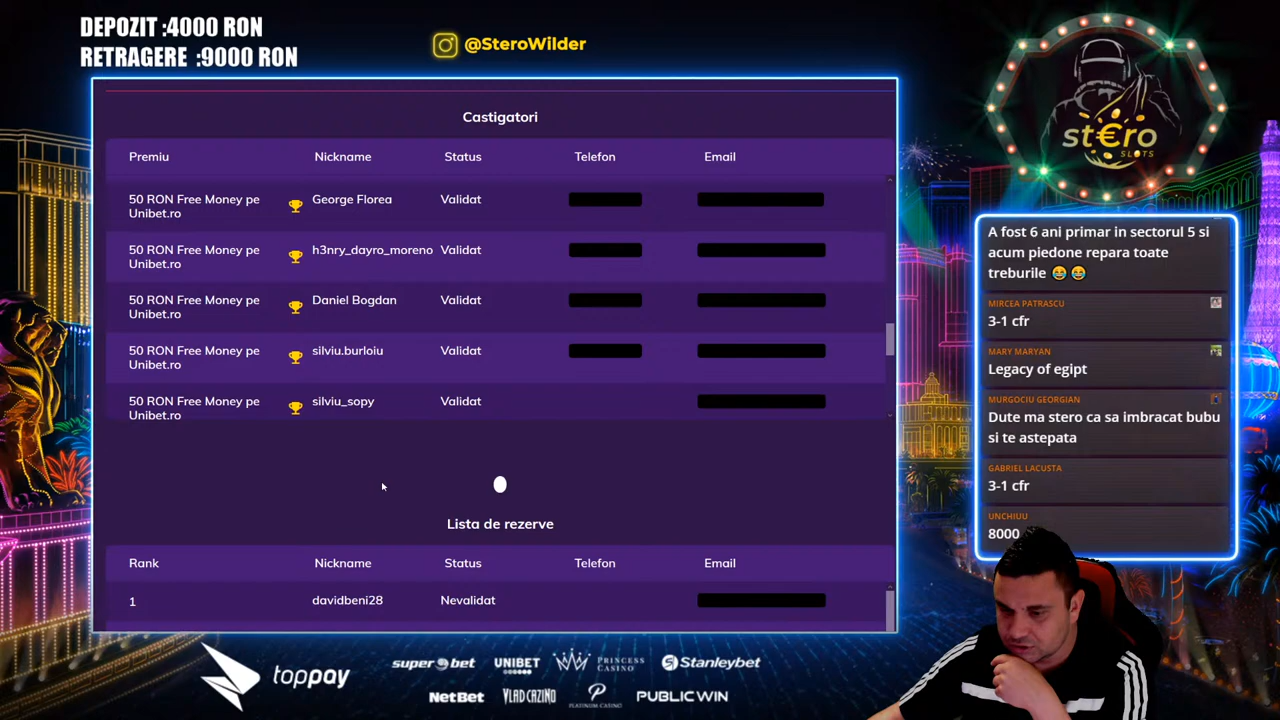 DEPOZIT :4000 RON
RETRAGERE :9000 RON
@SteroWilder
st€ro
SLOTS
Castigatori
Premiu Nickname Status Telefon Email
50 RON Free Money pe
Unibet.ro
George Florea Validat
50 RON Free Money pe
Unibet.ro
h3nry_dayro_moreno Validat
50 RON Free Money pe
Unibet.ro
Daniel Bogdan Validat
50 RON Free Money pe
Unibet.ro
silviu.burloiu Validat
50 RON Free Money pe
Unibet.ro
silviu_sopy Validat
Lista de rezerve
Rank Nickname Status Telefon Email
1 davidbeni28 Nevalidat
A fost 6 ani primar in sectorul 5 si
acum piedone repara toate
treburile 😂 😂
MIRCEA PATRASCU
3-1 cfr
MARY MARYAN
Legacy of egipt
MURGOCIU GEORGIAN
Dute ma stero ca sa imbracat bubu
si te astepata
GABRIEL LACUSTA
3-1 cfr
UNCHIUU
8000
toppay
superbet UNIBET PRINCESS CASINO Stanleybet
NetBet VLAD CAZINO PLATINUM CASINO PUBLICWIN